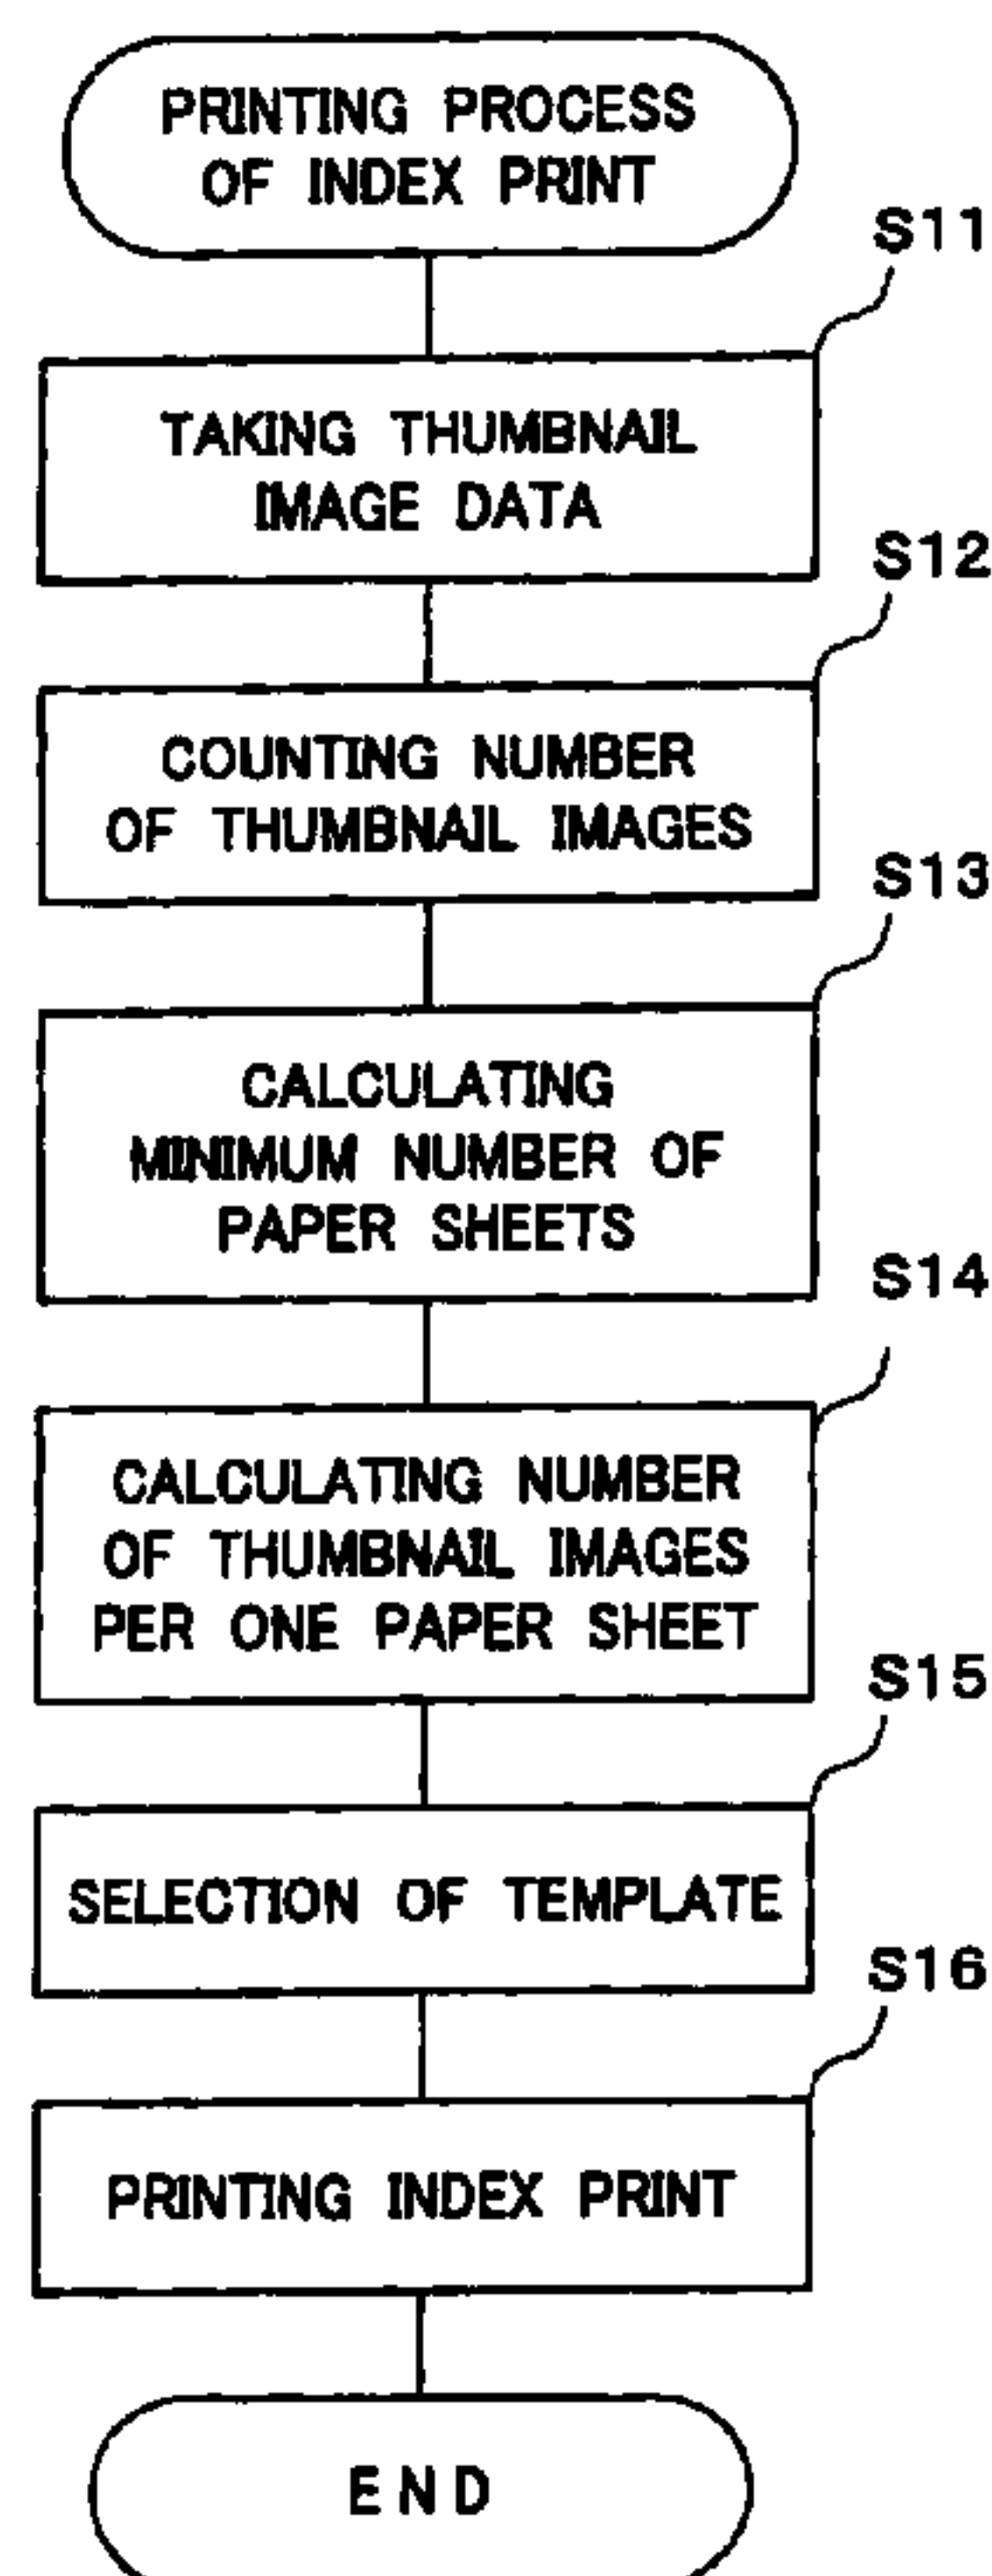 PRINTING PROCESS
OF INDEX PRINT
S11
TAKING THUMBNAIL
IMAGE DATA
S12
COUNTING NUMBER
OF THUMBNAIL IMAGES
S13
CALCULATING
MINIMUM NUMBER OF
PAPER SHEETS
S14
CALCULATING NUMBER
OF THUMBNAIL IMAGES
PER ONE PAPER SHEET
S15
SELECTION OF TEMPLATE
S16
PRINTING INDEX PRINT
END